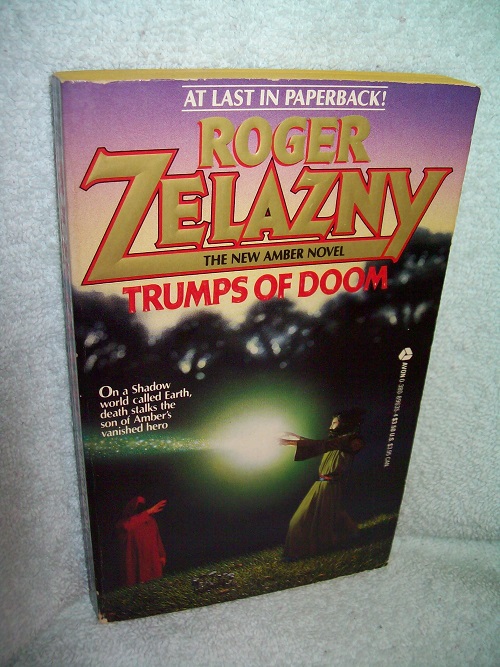 AT LAST IN PAPERBACK!
ROGER
ZELAZNY
THE NEW AMBER NOVEL
TRUMPS OF DOOM
On a Shadow
world called Earth,
death stalks the
son of Amber's
vanished hero
AVON